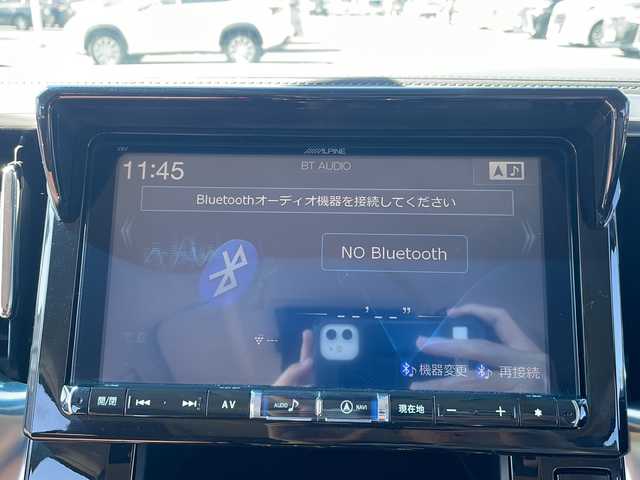 ALPINE
11:45
BT AUDIO
Bluetoothオーディオ機器を接続してください
NO Bluetooth
--'--"
機器変更
再接続
開/閉
AV
AUDIO
NAVI
現在地
− +